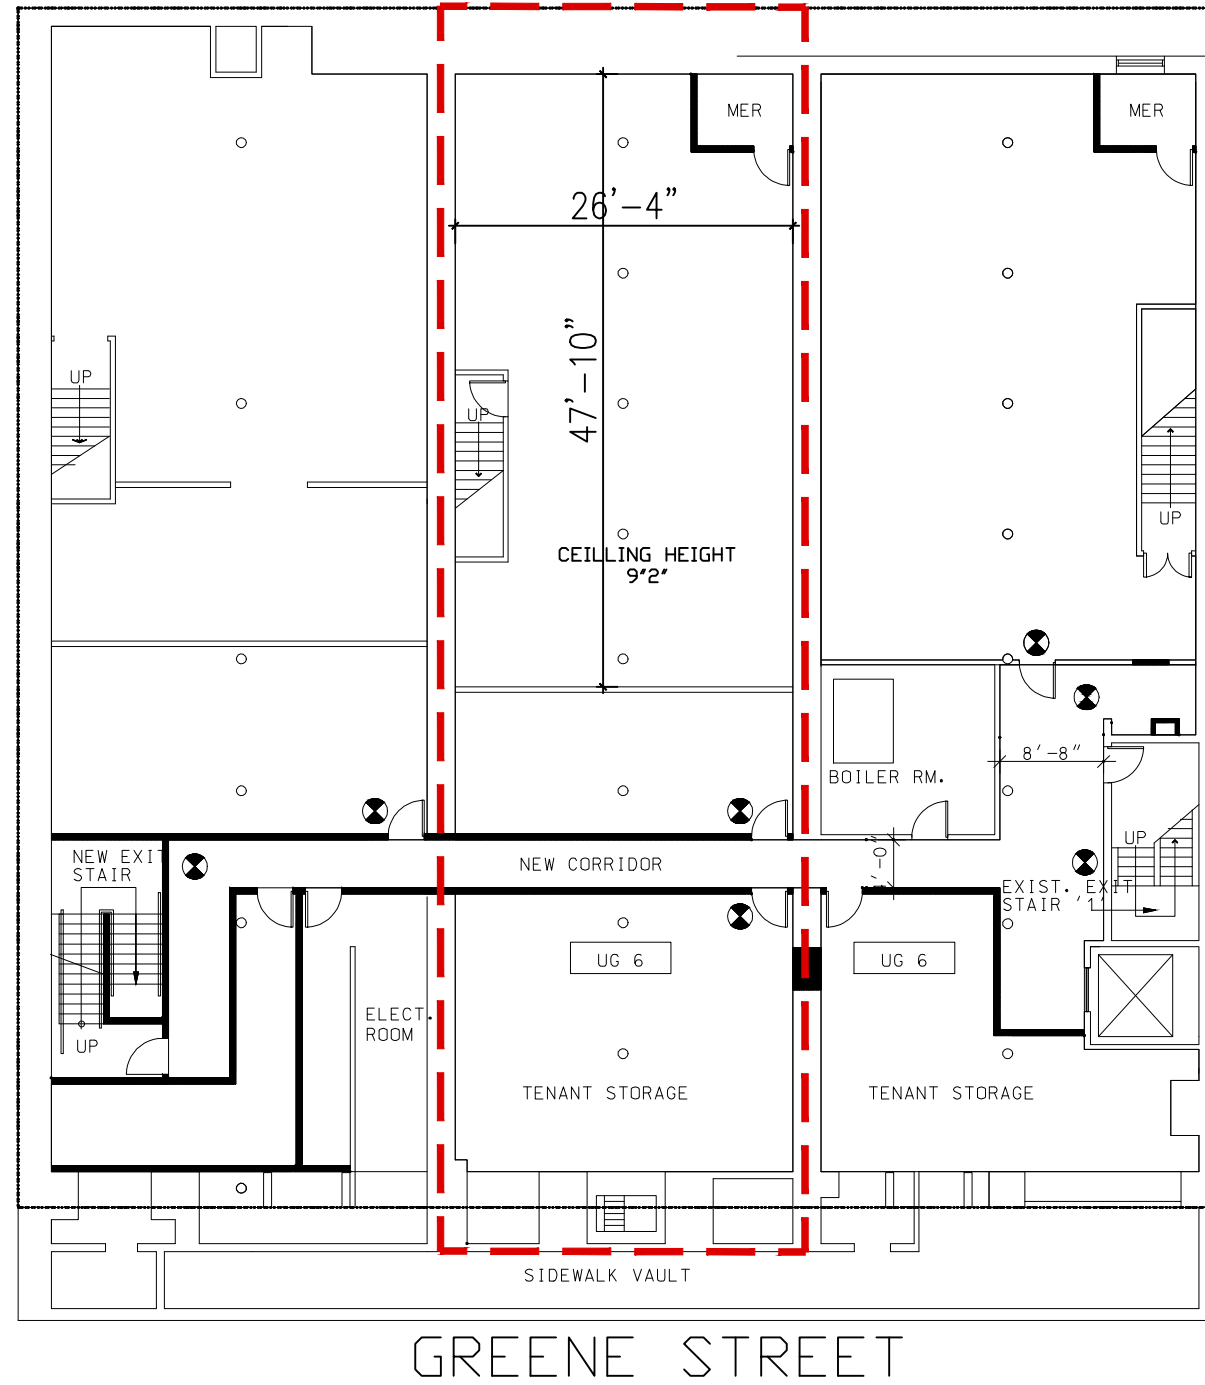 MER
MER
26'-4"
47'-10"
UP
UP
UP
CEILLING HEIGHT
9"2"
8'-8"
BOILER RM.
UP
NEW EXIT
STAIR
NEW CORRIDOR
EXIST. EXIT
STAIR '1'
UG 6
UG 6
ELECT.
ROOM
UP
TENANT STORAGE
TENANT STORAGE
SIDEWALK VAULT
GREENE STREET